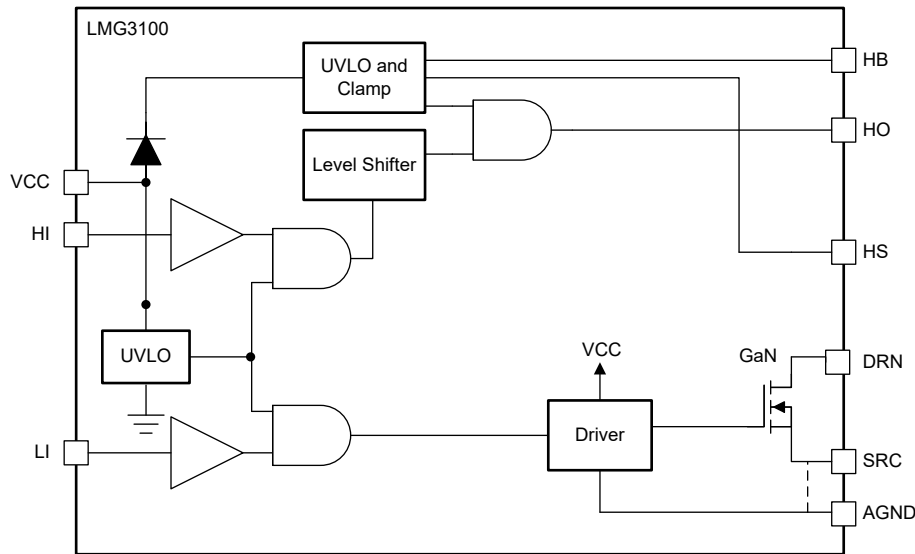 LMG3100
UVLO and
Clamp
HB
HO
Level Shifter
VCC
HI
HS
UVLO
VCC
GaN
DRN
Driver
LI
SRC
AGND